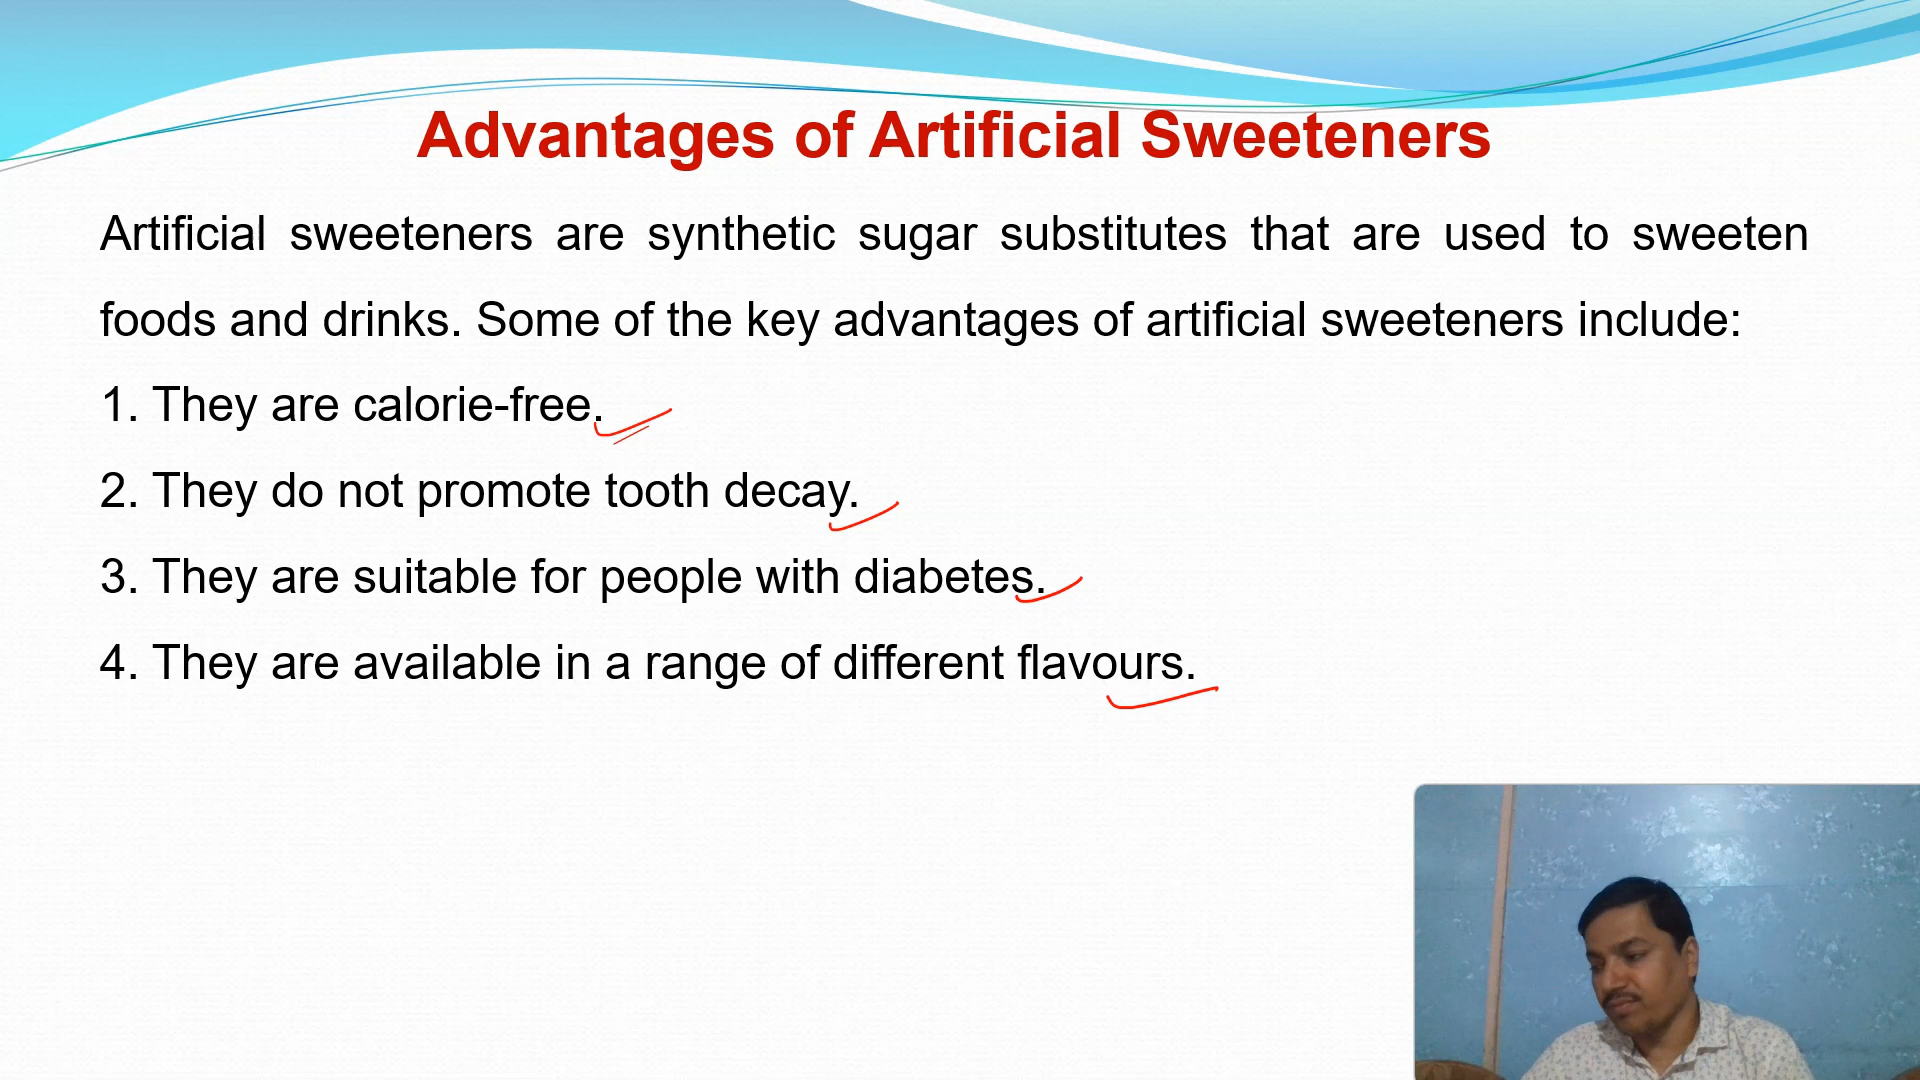 Advantages of Artificial Sweeteners
Artificial sweeteners are synthetic sugar substitutes that are used to sweeten
foods and drinks. Some of the key advantages of artificial sweeteners include:
1. They are calorie-free.
2. They do not promote tooth decay.
3. They are suitable for people with diabetes.
4. They are available in a range of different flavours.